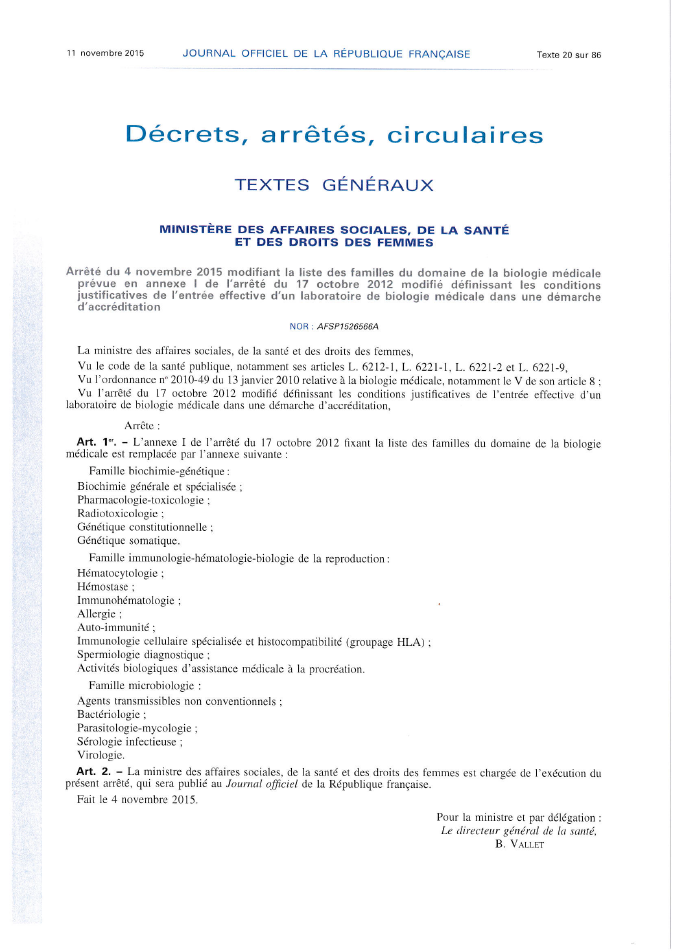 11 novembre 2015
JOURNAL OFFICIEL DE LA RÉPUBLIQUE FRANÇAISE
Texte 20 sur 86
Décrets, arrêtés, circulaires
TEXTES GÉNÉRAUX
MINISTÈRE DES AFFAIRES SOCIALES, DE LA SANTÉ
ET DES DROITS DES FEMMES
Arrêté du 4 novembre 2015 modifiant la liste des familles du domaine de la biologie médicale
prévue en annexe I de l'arrêté du 17 octobre 2012 modifié définissant les conditions
justificatives de l'entrée effective d'un laboratoire de biologie médicale dans une démarche
d'accréditation
NOR : AFSP1526566A
La ministre des affaires sociales, de la santé et des droits des femmes,
Vu le code de la santé publique, notamment ses articles L. 6212-1, L. 6221-1, L. 6221-2 et L. 6221-9,
Vu l'ordonnance nº 2010-49 du 13 janvier 2010 relative à la biologie médicale, notamment le V de son article 8 ;
Vu l'arrêté du 17 octobre 2012 modifié définissant les conditions justificatives de l'entrée effective d'un
laboratoire de biologie médicale dans une démarche d'accréditation,
Arrête :
Art. 1er. – L'annexe I de l'arrêté du 17 octobre 2012 fixant la liste des familles du domaine de la biologie
médicale est remplacée par l'annexe suivante :
Famille biochimie-génétique :
Biochimie générale et spécialisée ;
Pharmacologie-toxicologie ;
Radiotoxicologie ;
Génétique constitutionnelle ;
Génétique somatique.
Famille immunologie-hématologie-biologie de la reproduction :
Hématocytologie ;
Hémostase ;
Immunohématologie ;
Allergie ;
Auto-immunité ;
Immunologie cellulaire spécialisée et histocompatibilité (groupage HLA) ;
Spermiologie diagnostique ;
Activités biologiques d'assistance médicale à la procréation.
Famille microbiologie :
Agents transmissibles non conventionnels ;
Bactériologie ;
Parasitologie-mycologie ;
Sérologie infectieuse ;
Virologie.
Art. 2. – La ministre des affaires sociales, de la santé et des droits des femmes est chargée de l'exécution du
présent arrêté, qui sera publié au Journal officiel de la République française.
Fait le 4 novembre 2015.
Pour la ministre et par délégation :
Le directeur général de la santé,
B. VALLET